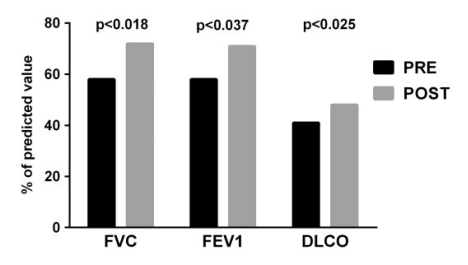 p<0.018 p<0.037 p<0.025
80
60
40
20
0
% of predicted value
PRE
POST
FVC FEV1 DLCO